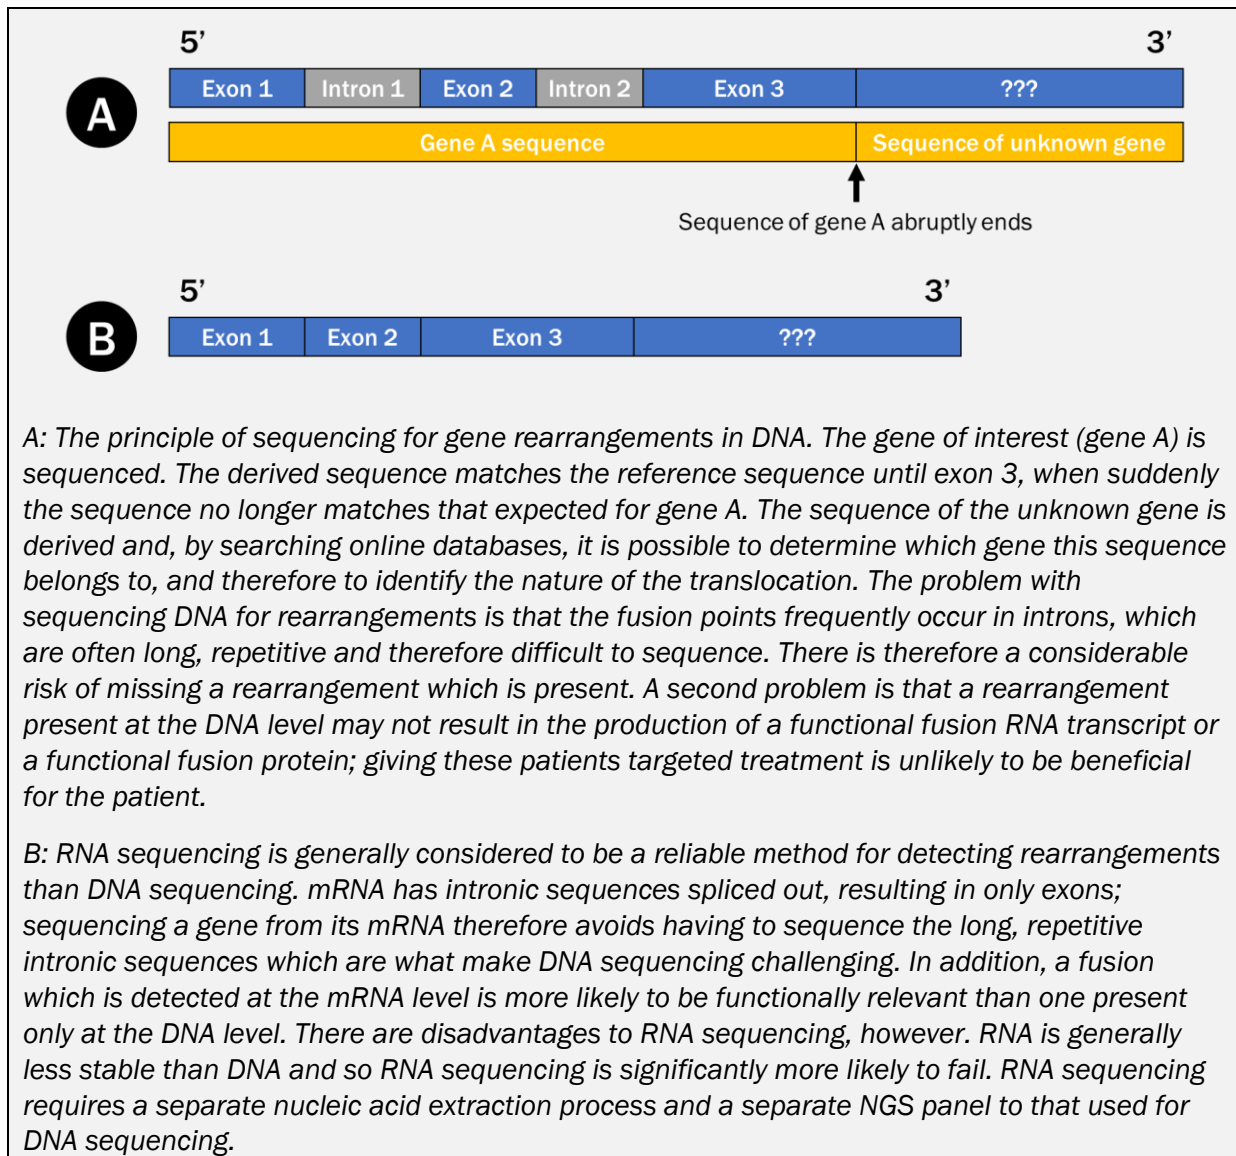 5’ 3’
A
Exon 1 Intron 1 Exon 2 Intron 2 Exon 3 ???
Gene A sequence Sequence of unknown gene
Sequence of gene A abruptly ends
5’ 3’
B
Exon 1 Exon 2 Exon 3 ???
A: The principle of sequencing for gene rearrangements in DNA. The gene of interest (gene A) is
sequenced. The derived sequence matches the reference sequence until exon 3, when suddenly
the sequence no longer matches that expected for gene A. The sequence of the unknown gene is
derived and, by searching online databases, it is possible to determine which gene this sequence
belongs to, and therefore to identify the nature of the translocation. The problem with
sequencing DNA for rearrangements is that the fusion points frequently occur in introns, which
are often long, repetitive and therefore difficult to sequence. There is therefore a considerable
risk of missing a rearrangement which is present. A second problem is that a rearrangement
present at the DNA level may not result in the production of a functional fusion RNA transcript or
a functional fusion protein; giving these patients targeted treatment is unlikely to be beneficial
for the patient.
B: RNA sequencing is generally considered to be a reliable method for detecting rearrangements
than DNA sequencing. mRNA has intronic sequences spliced out, resulting in only exons;
sequencing a gene from its mRNA therefore avoids having to sequence the long, repetitive
intronic sequences which are what make DNA sequencing challenging. In addition, a fusion
which is detected at the mRNA level is more likely to be functionally relevant than one present
only at the DNA level. There are disadvantages to RNA sequencing, however. RNA is generally
less stable than DNA and so RNA sequencing is significantly more likely to fail. RNA sequencing
requires a separate nucleic acid extraction process and a separate NGS panel to that used for
DNA sequencing.